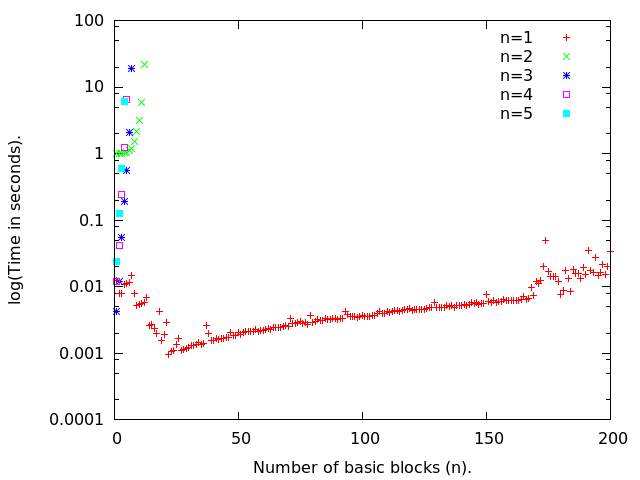 100
10
1
0.1
0.01
0.001
0.0001
0
50
100
150
200
log(Time in seconds).
Number of basic blocks (n).
n=1
n=2
n=3
n=4
n=5